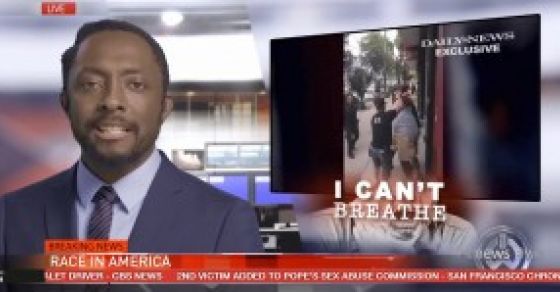 LIVE
DAILY NEWS
EXCLUSIVE
I CAN'T
BREATHE
BREAKING NEWS
news
RACE IN AMERICA
LET DRIVER - CBS NEWS 2ND VICTIM ADDED TO POPE'S SEX ABUSE COMMISSION - SAN FRANCISCO CHRON